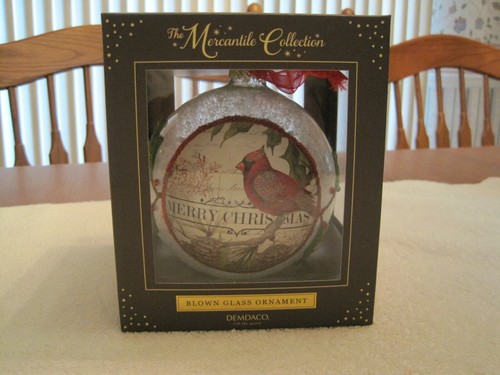 The Mercantile Collection
MERRY CHRISTMAS
BLOWN GLASS ORNAMENT
DEMDACO.